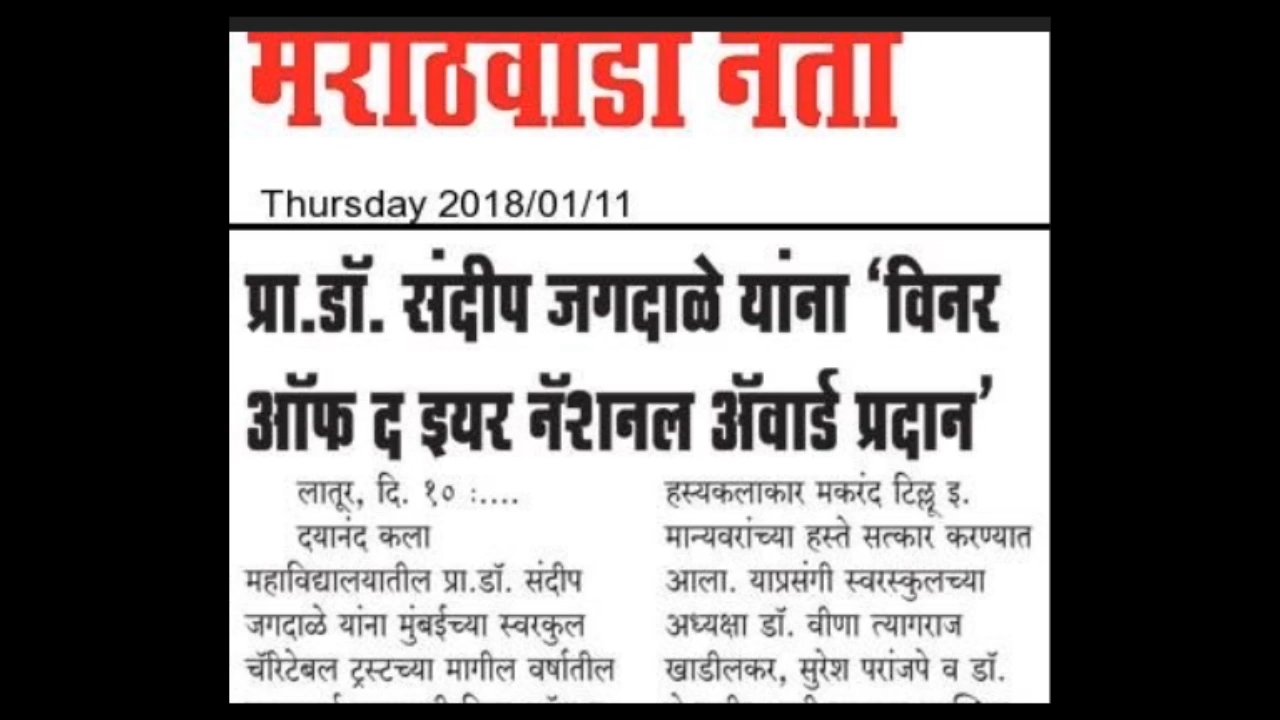 मराठवाडा नेता
Thursday 2018/01/11
प्रा.डॉ. संदीप जगदाळे यांना ‘विनर
ऑफ द इयर नॅशनल ॲवार्ड प्रदान’
लातूर, दि. १० :....
दयानंद कला
महाविद्यालयातील प्रा.डॉ. संदीप
जगदाळे यांना मुंबईच्या स्वरकुल
चॅरिटेबल ट्रस्टच्या मागील वर्षातील
हस्यकलाकार मकरंद टिल्लू इ.
मान्यवरांच्या हस्ते सत्कार करण्यात
आला. याप्रसंगी स्वरस्कुलच्या
अध्यक्षा डॉ. वीणा त्यागराज
खाडीलकर, सुरेश परांजपे व डॉ.